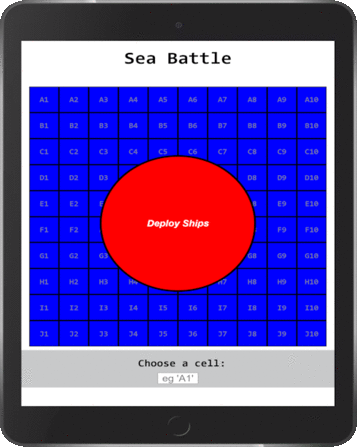 Sea Battle
A1 A2 A3 A4 A5 A6 A7 A8 A9 A10
B1 B2 B3 B4 B5 B6 B7 B8 B9 B10
C1 C2 C3 C4 C5 C6 C7 C8 C9 C10
D1 D2 D3 D8 D9 D10
E1 E2 E9 E10
F1 F2 F9 F10
Deploy Ships
G1 G2 G3 G8 G9 G10
H1 H2 H3 H4 H7 H8 H9 H10
I1 I2 I3 I4 I5 I6 I7 I8 I9 I10
J1 J2 J3 J4 J5 J6 J7 J8 J9 J10
Choose a cell:
eg 'A1'